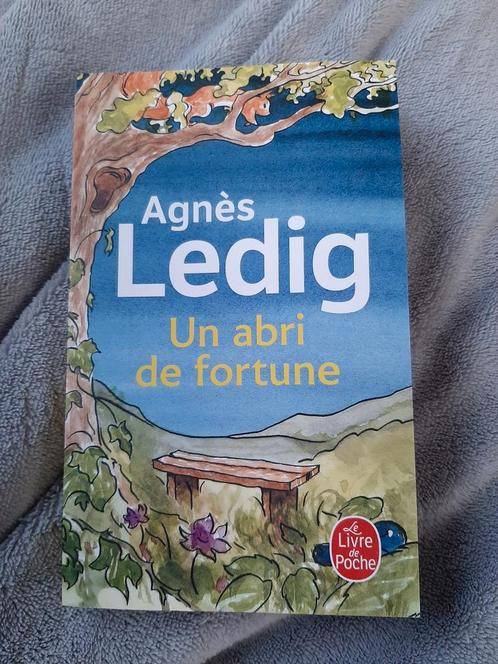 Agnès
Ledig
Un abri
de fortune
Le
Livre
de
Poche